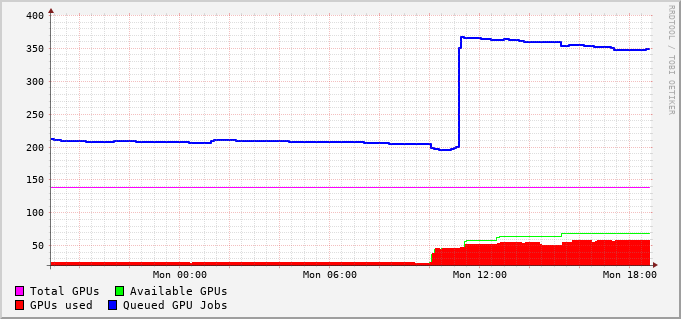 400
350
300
250
200
150
100
50
Mon 00:00 Mon 06:00 Mon 12:00 Mon 18:00
Total GPUs Available GPUs
GPUs used Queued GPU Jobs
RRDTOOL / TOBI OETIKER